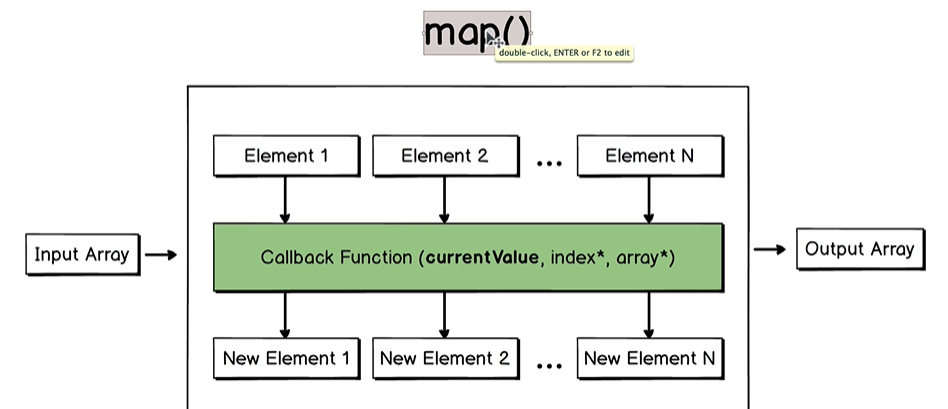 map()
double-click, ENTER or F2 to edit
Element 1
Element 2
...
Element N
Input Array
Callback Function (currentValue, index*, array*)
Output Array
New Element 1
New Element 2
...
New Element N